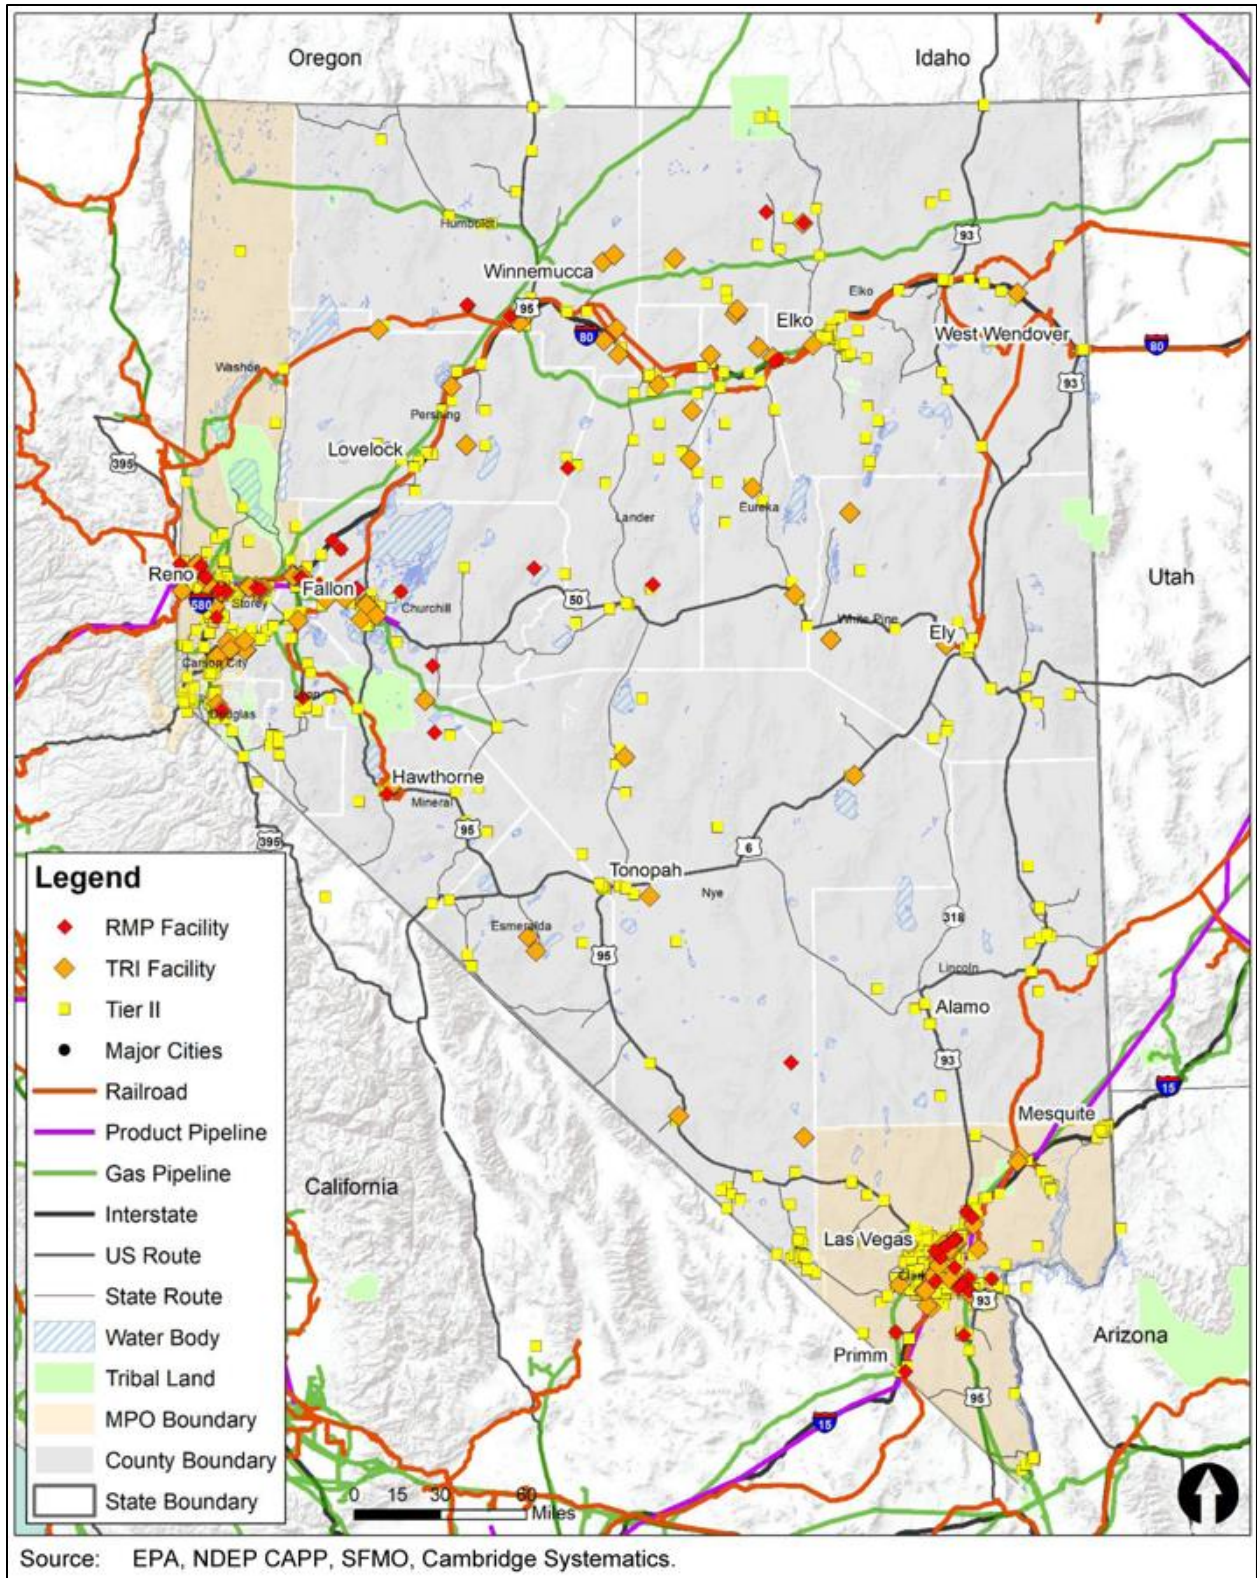 Oregon
Idaho
Humboldt
93
Winnemucca
95
Elko
Elko
80
West Wendover
80
93
Washoe
Pershing
Lovelock
395
Lander
Eureka
Reno
Fallon
580
Storey
Churchill
50
Utah
White Pine
Ely
Carson City
Douglas
Hawthorne
Mineral
95
395
6
Tonopah
Nye
318
Esmeralda
95
Lincoln
Alamo
93
15
Mesquite
California
Las Vegas
Clark
93
Arizona
Primm
95
15
Legend
RMP Facility
TRI Facility
Tier II
Major Cities
Railroad
Product Pipeline
Gas Pipeline
Interstate
US Route
State Route
Water Body
Tribal Land
MPO Boundary
County Boundary
State Boundary
0 15 30 60
Miles
Source: EPA, NDEP CAPP, SFMO, Cambridge Systematics.